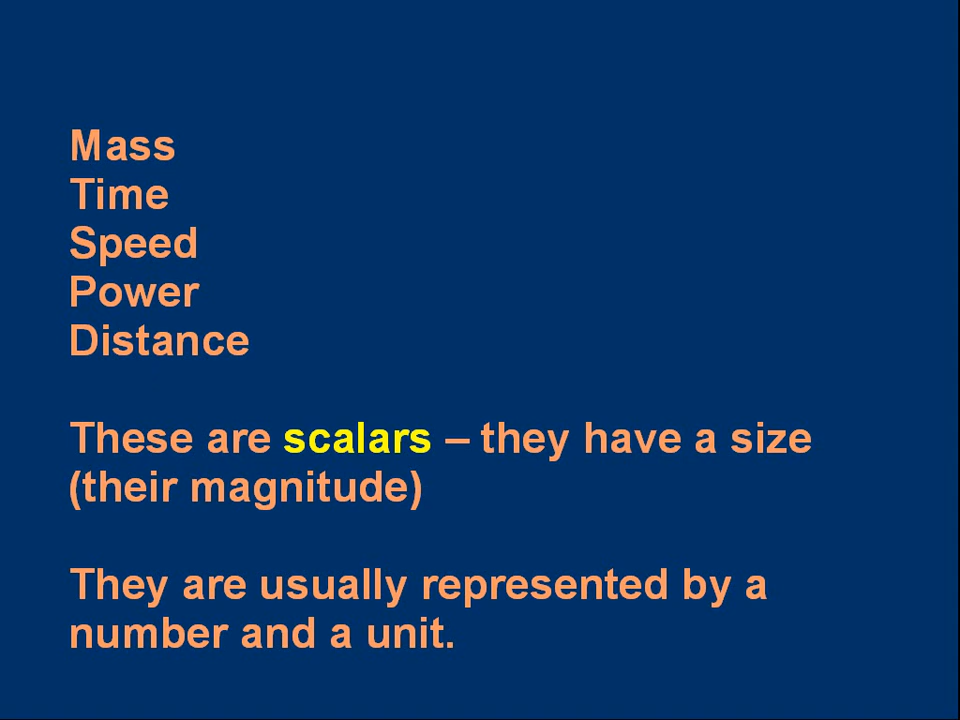 Mass
Time
Speed
Power
Distance
These are scalars – they have a size
(their magnitude)
They are usually represented by a
number and a unit.